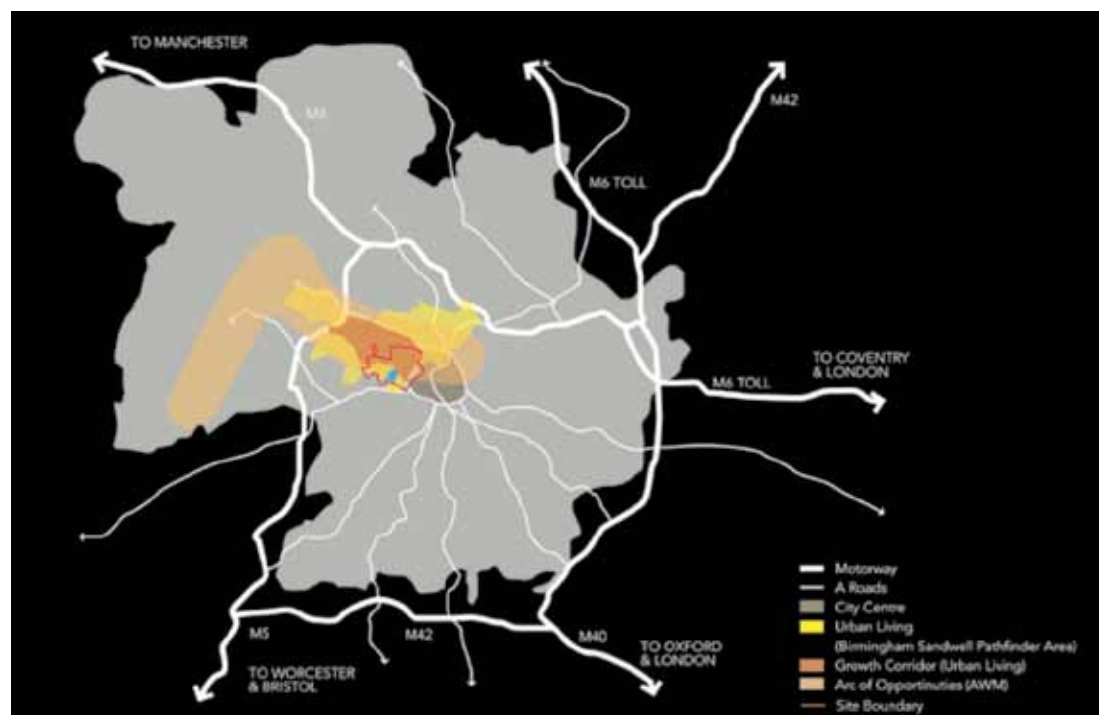 TO MANCHESTER
M6
M42
M6 TOLL
TO COVENTRY
& LONDON
M6 TOLL
M5
M42
M40
TO OXFORD
& LONDON
TO WORCESTER
& BRISTOL
Motorway
A Roads
City Centre
Urban Living
(Birmingham Sandwell Pathfinder Area)
Growth Corridor (Urban Living)
Arc of Opportinuties (AWM)
Site Boundary